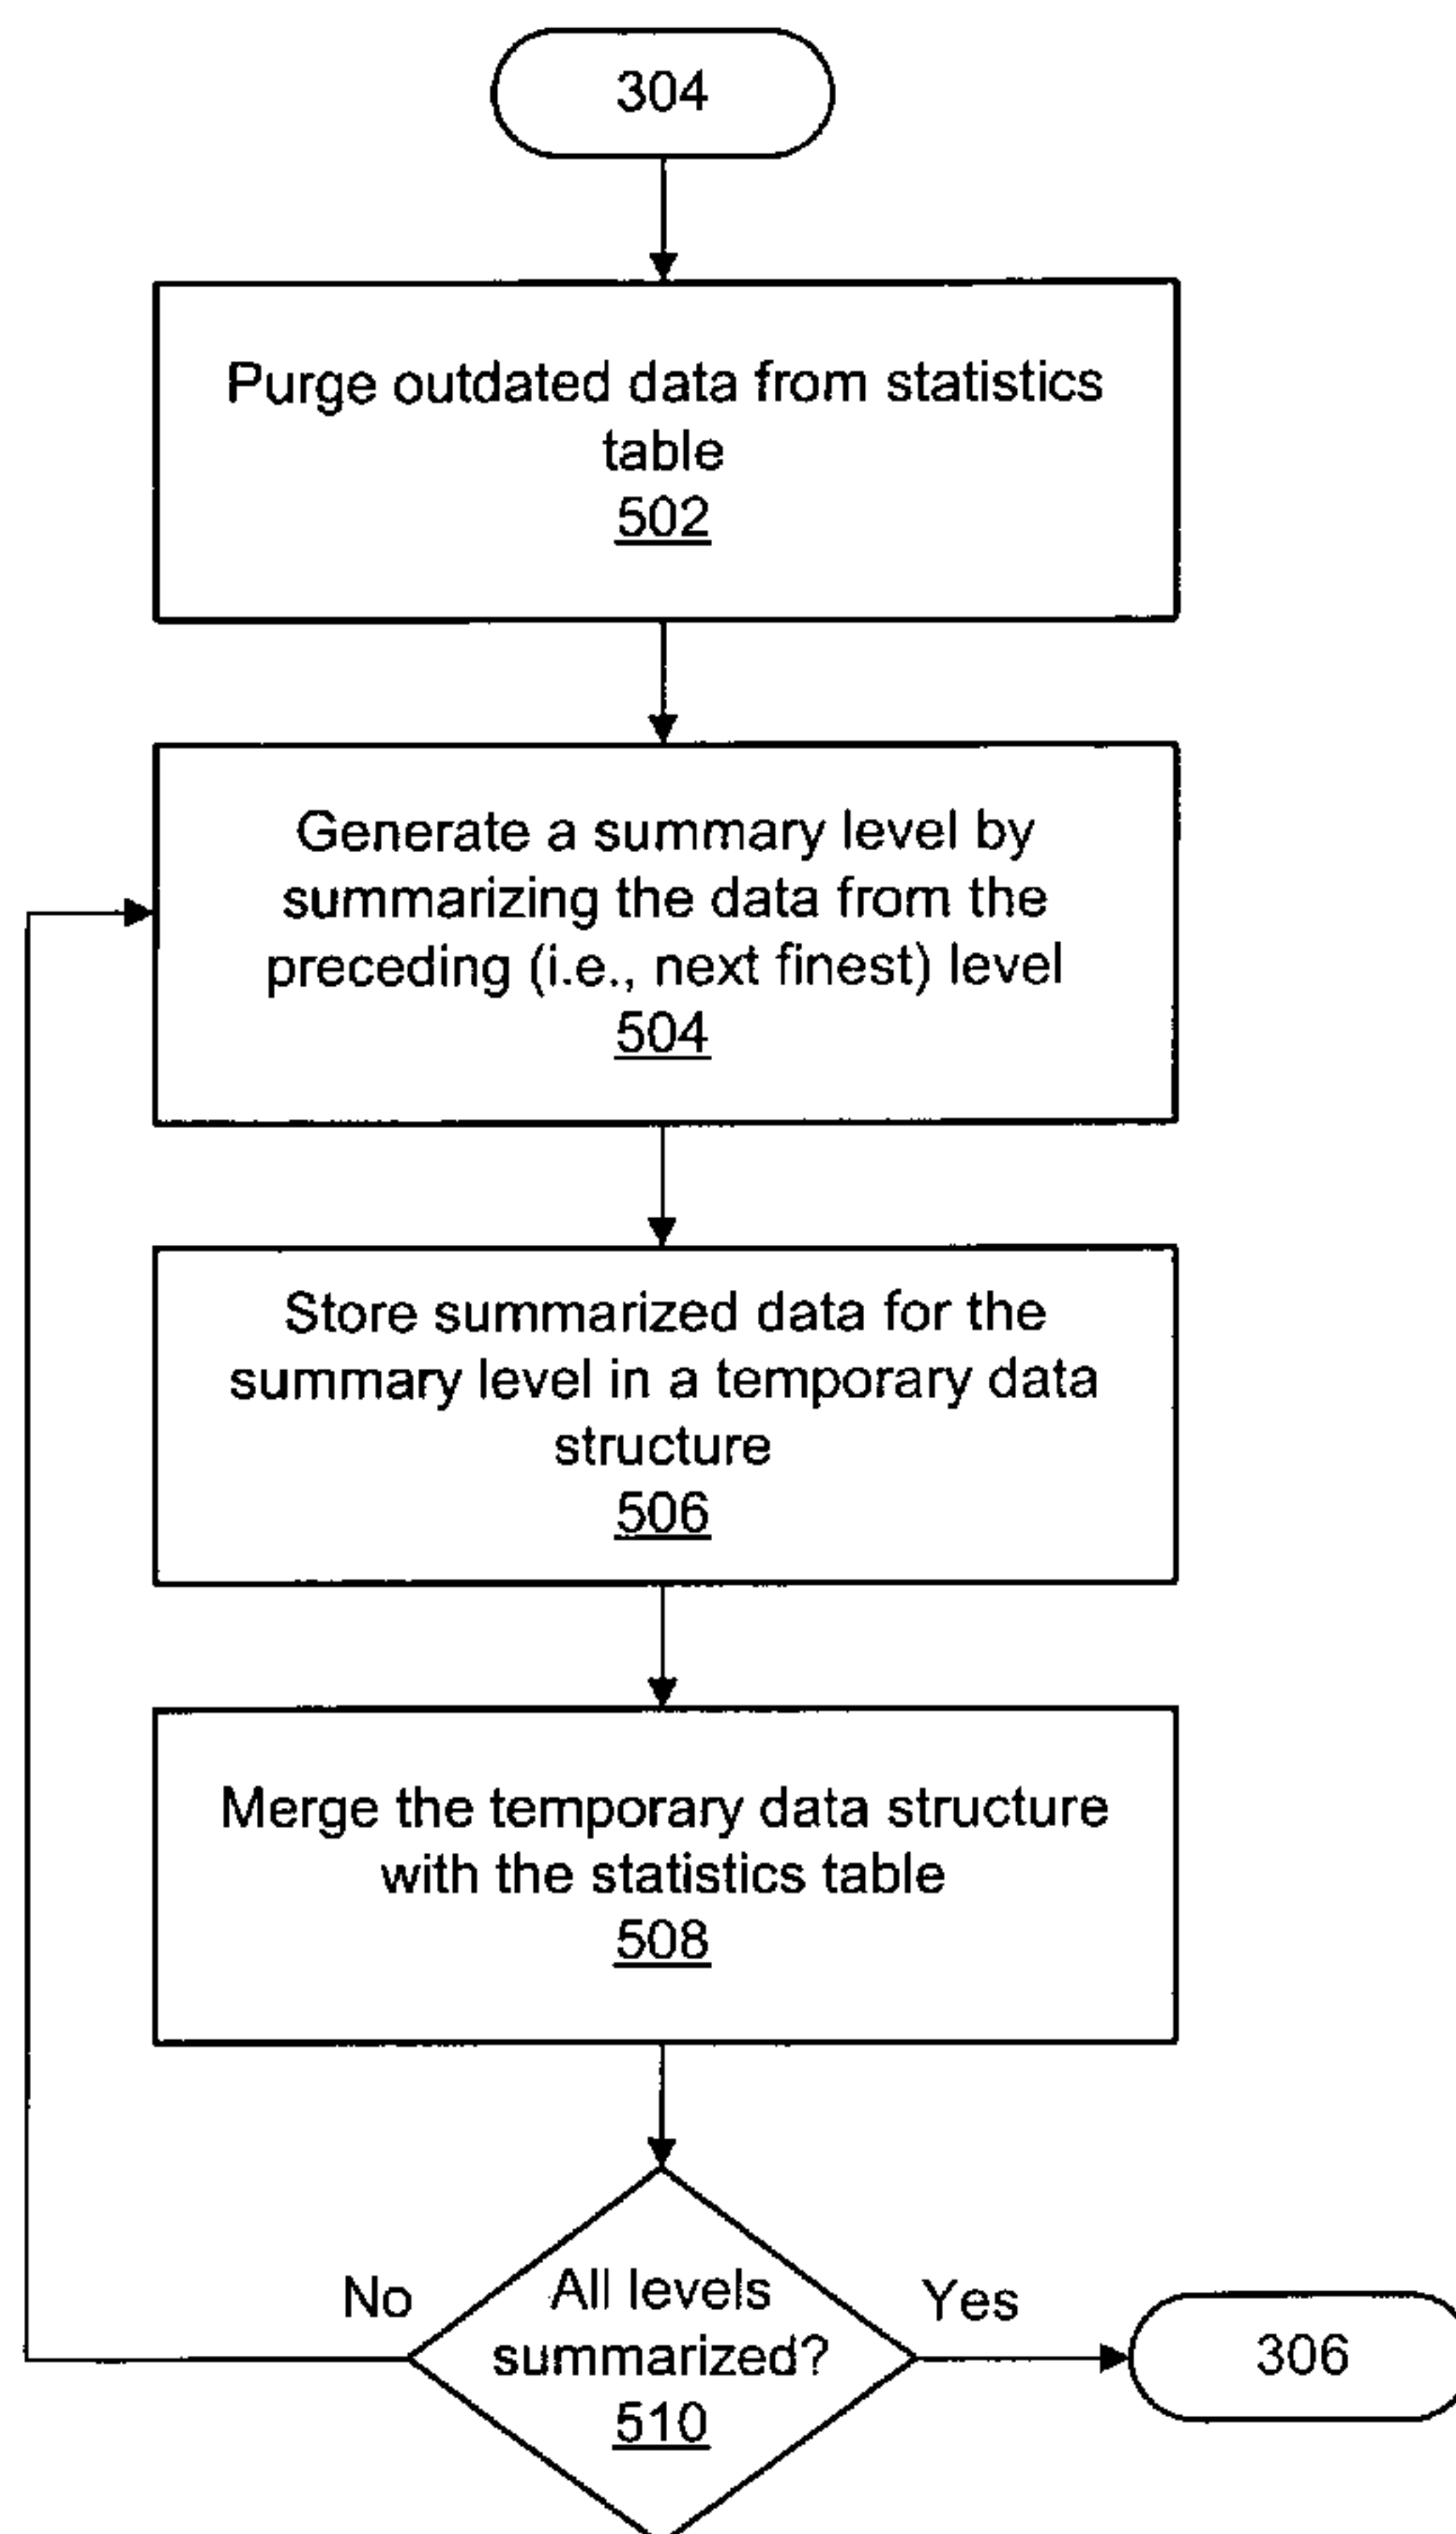 304
Purge outdated data from statistics
table
502
Generate a summary level by
summarizing the data from the
preceding (i.e., next finest) level
504
Store summarized data for the
summary level in a temporary data
structure
506
Merge the temporary data structure
with the statistics table
508
All levels
summarized?
510
No
Yes
306